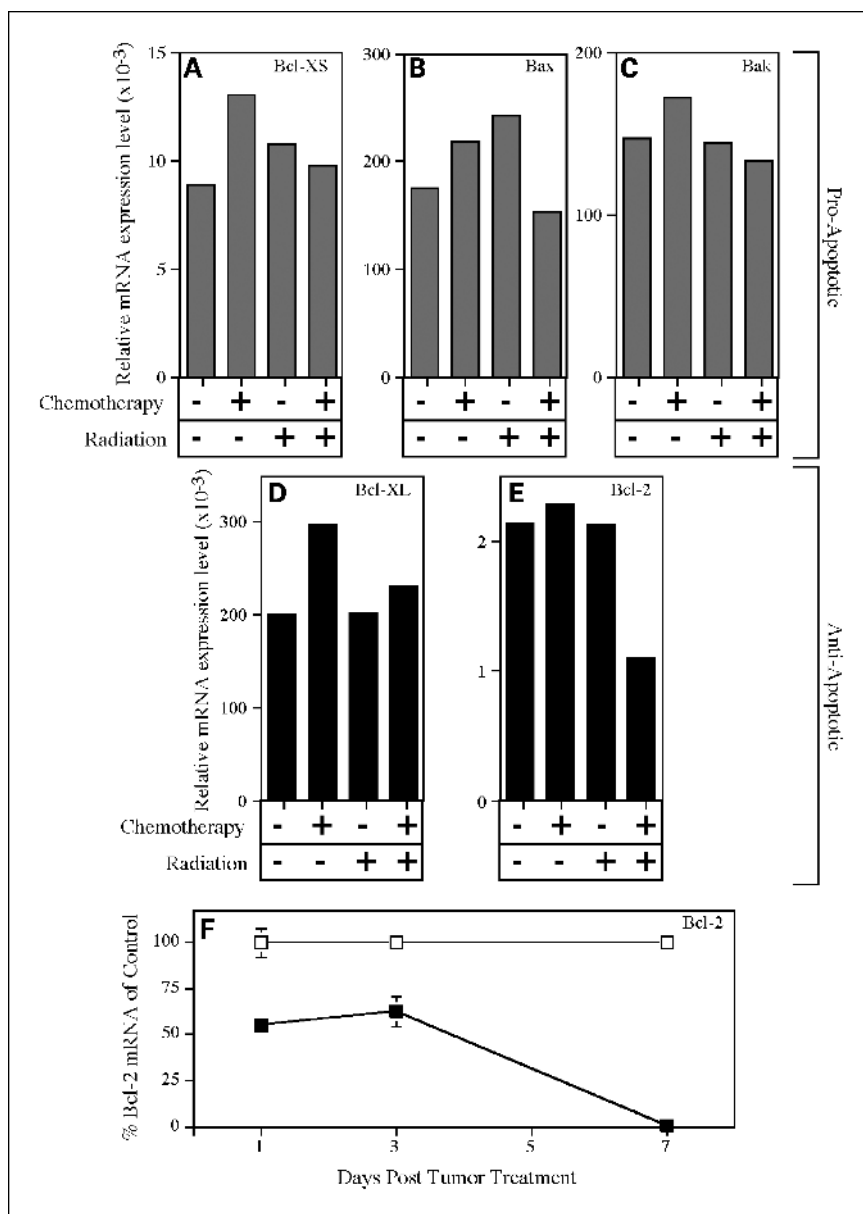 A Bcl-XS
B Bax
C Bak
Relative mRNA expression level (x10-3)
15
10
5
0
300
200
100
0
200
100
0
Chemotherapy - + - + - + - + - + - +
Radiation - - + + - - + + - - + +
Pro-Apoptotic
D Bcl-XL
E Bcl-2
Relative mRNA expression level (x10-3)
300
200
100
0
2
1
0
Chemotherapy - + - + - + - +
Radiation - - + + - - + +
Anti-Apoptotic
F Bcl-2
% Bcl-2 mRNA of Control
100
75
50
25
0
1 3 5 7
Days Post Tumor Treatment